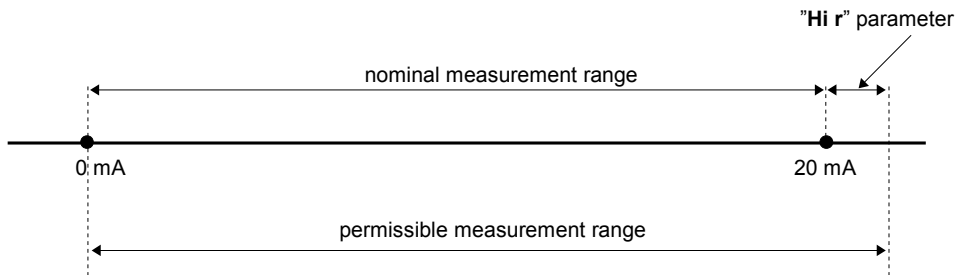 ”Hi r” parameter
nominal measurement range
0 mA
20 mA
permissible measurement range